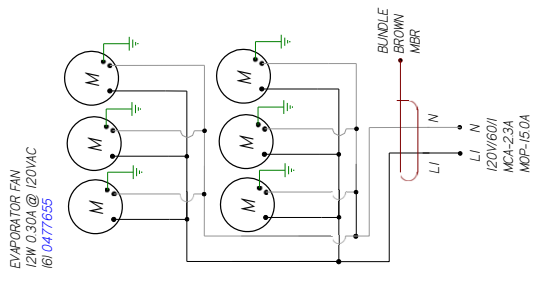 EVAPORATOR FAN
12W 0.30A @ 120VAC
161 0477655
M
M
M
M
M
M
BUNDLE
BROWN
MBR
L1
N
L1
N
120V/60/1
MCA-2.3A
MOP-15.0A